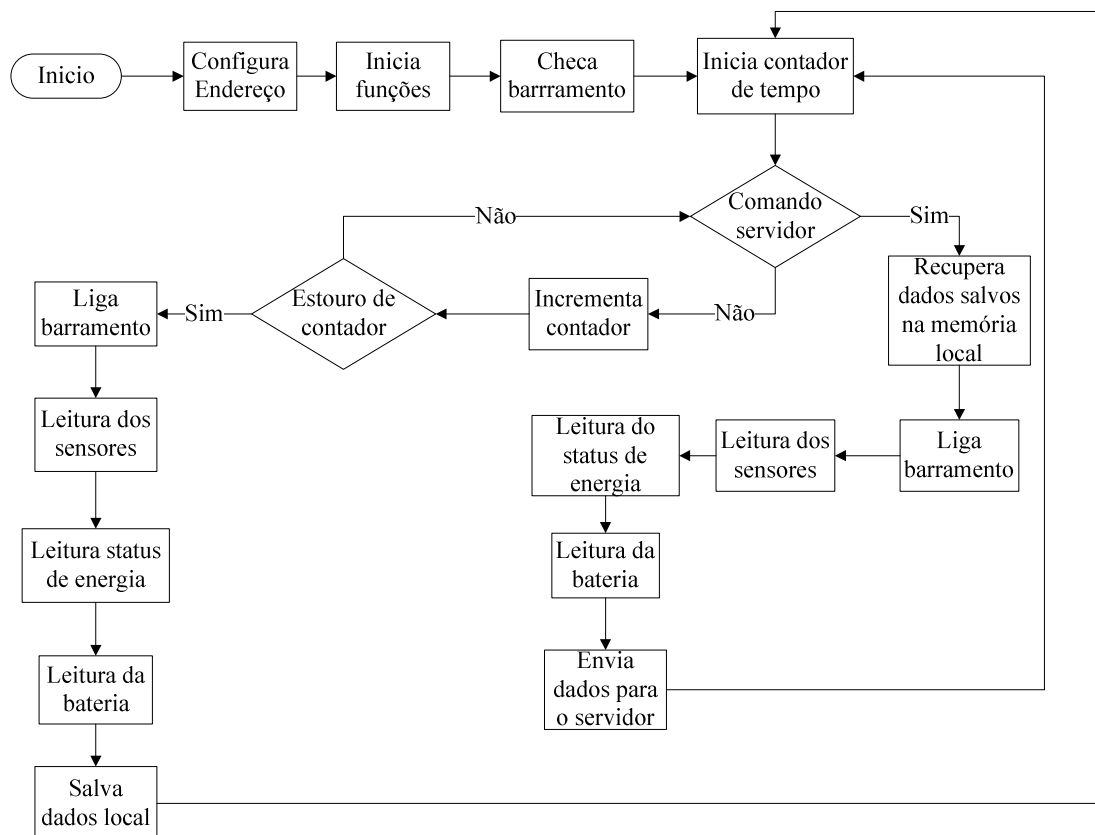 Inicio
Configura
Endereço
Inicia
funções
Checa
barrramento
Inicia contador
de tempo
Comando
servidor
Sim
Não
Não
Recupera
dados salvos
na memória
local
Incrementa
contador
Estouro de
contador
Sim
Liga
barramento
Leitura dos
sensores
Leitura status
de energia
Leitura da
bateria
Salva
dados local
Liga
barramento
Leitura dos
sensores
Leitura do
status de
energia
Leitura da
bateria
Envia
dados para
o servidor